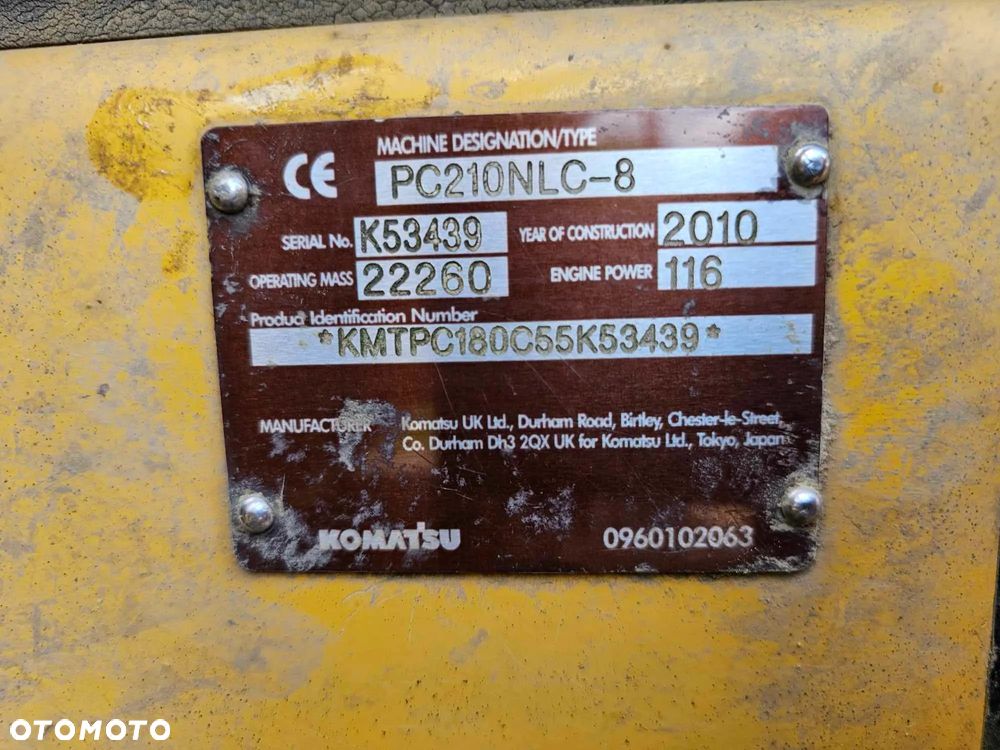 CE
MACHINE DESIGNATION/TYPE
PC210NLC-8
SERIAL No. K53439 YEAR OF CONSTRUCTION 2010
OPERATING MASS 22260 ENGINE POWER 116
Product Identification Number
*KMTPC180C55K53439*
MANUFACTURER Komatsu UK Ltd., Durham Road, Birtley, Chester-le-Street,
Co. Durham Dh3 2QX UK for Komatsu Ltd., Tokyo, Japan
KOMATSU 0960102063
OTOMOTO